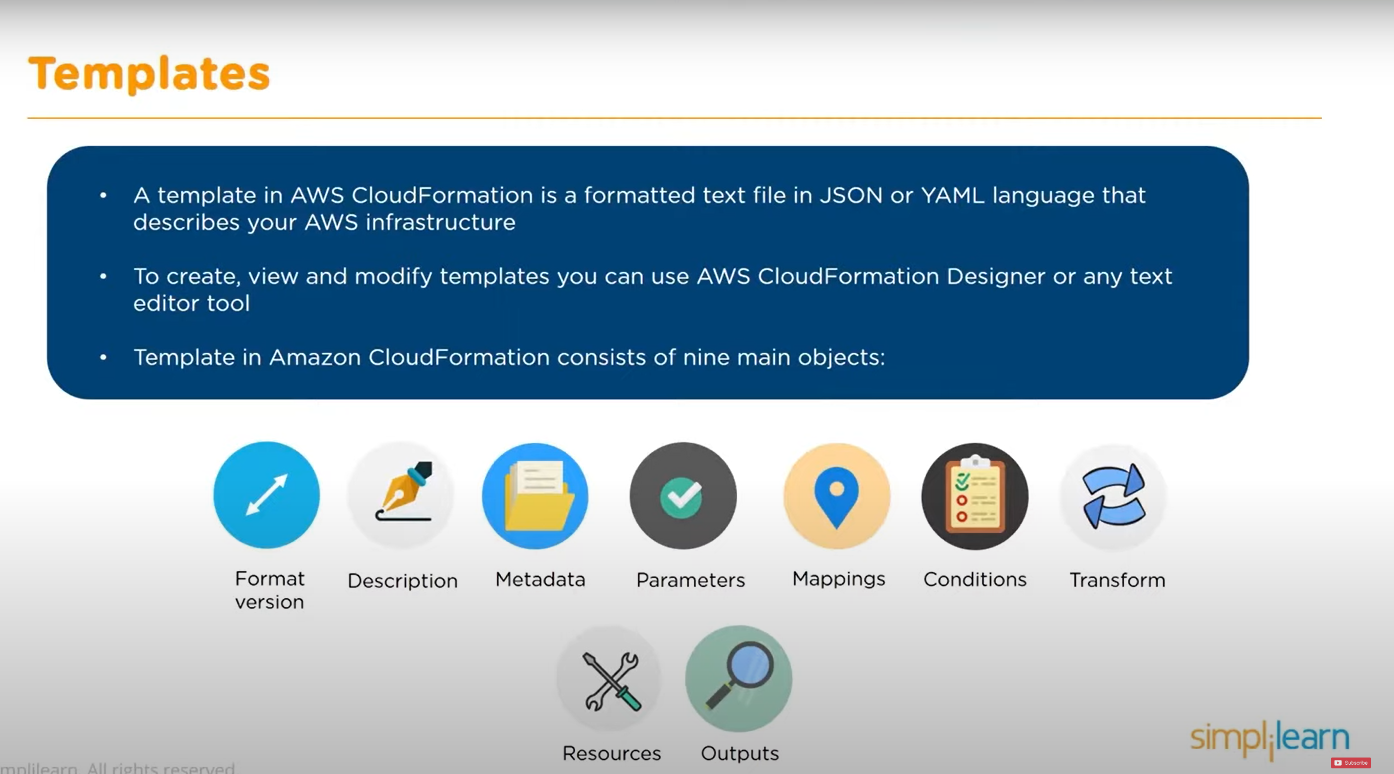 Templates
• A template in AWS CloudFormation is a formatted text file in JSON or YAML language that
describes your AWS infrastructure
• To create, view and modify templates you can use AWS CloudFormation Designer or any text
editor tool
• Template in Amazon CloudFormation consists of nine main objects:
Format
version
Description
Metadata
Parameters
Mappings
Conditions
Transform
Resources
Outputs
simplilearn
Subscribe
mplilearn. All rights reserved.